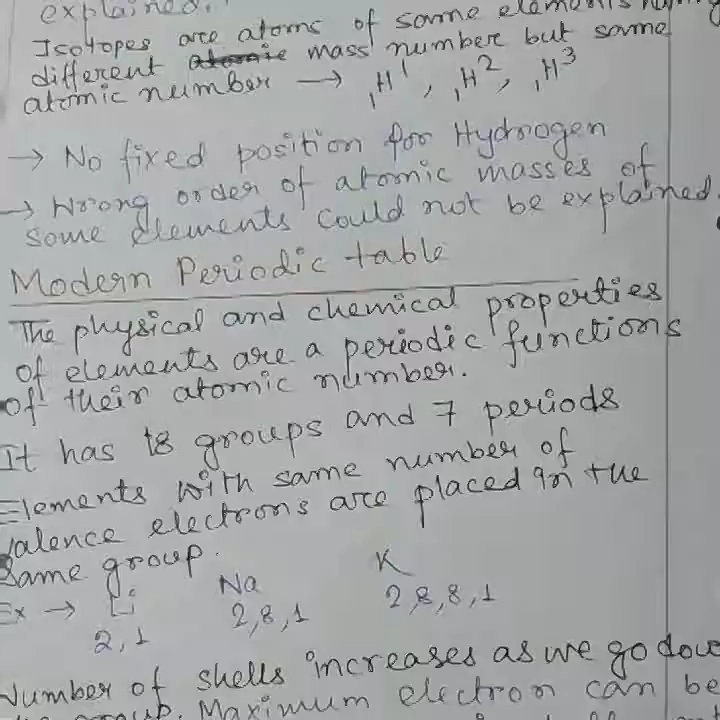 explained.
Isotopes are atoms of same elements having
different atomic mass number but same
atomic number → ₁H¹, ₁H², ₁H³
→ No fixed position for Hydrogen
→ Wrong order of atomic masses of
some elements could not be explained.
Modern Periodic table
The physical and chemical properties
of elements are a periodic functions
of their atomic number.
It has 18 groups and 7 periods
Elements with same number of
valence electrons are placed in the
same group.
Ex → Li Na K
2,1 2,8,1 2,8,8,1
Number of shells increases as we go down
group. Maximum electron can be